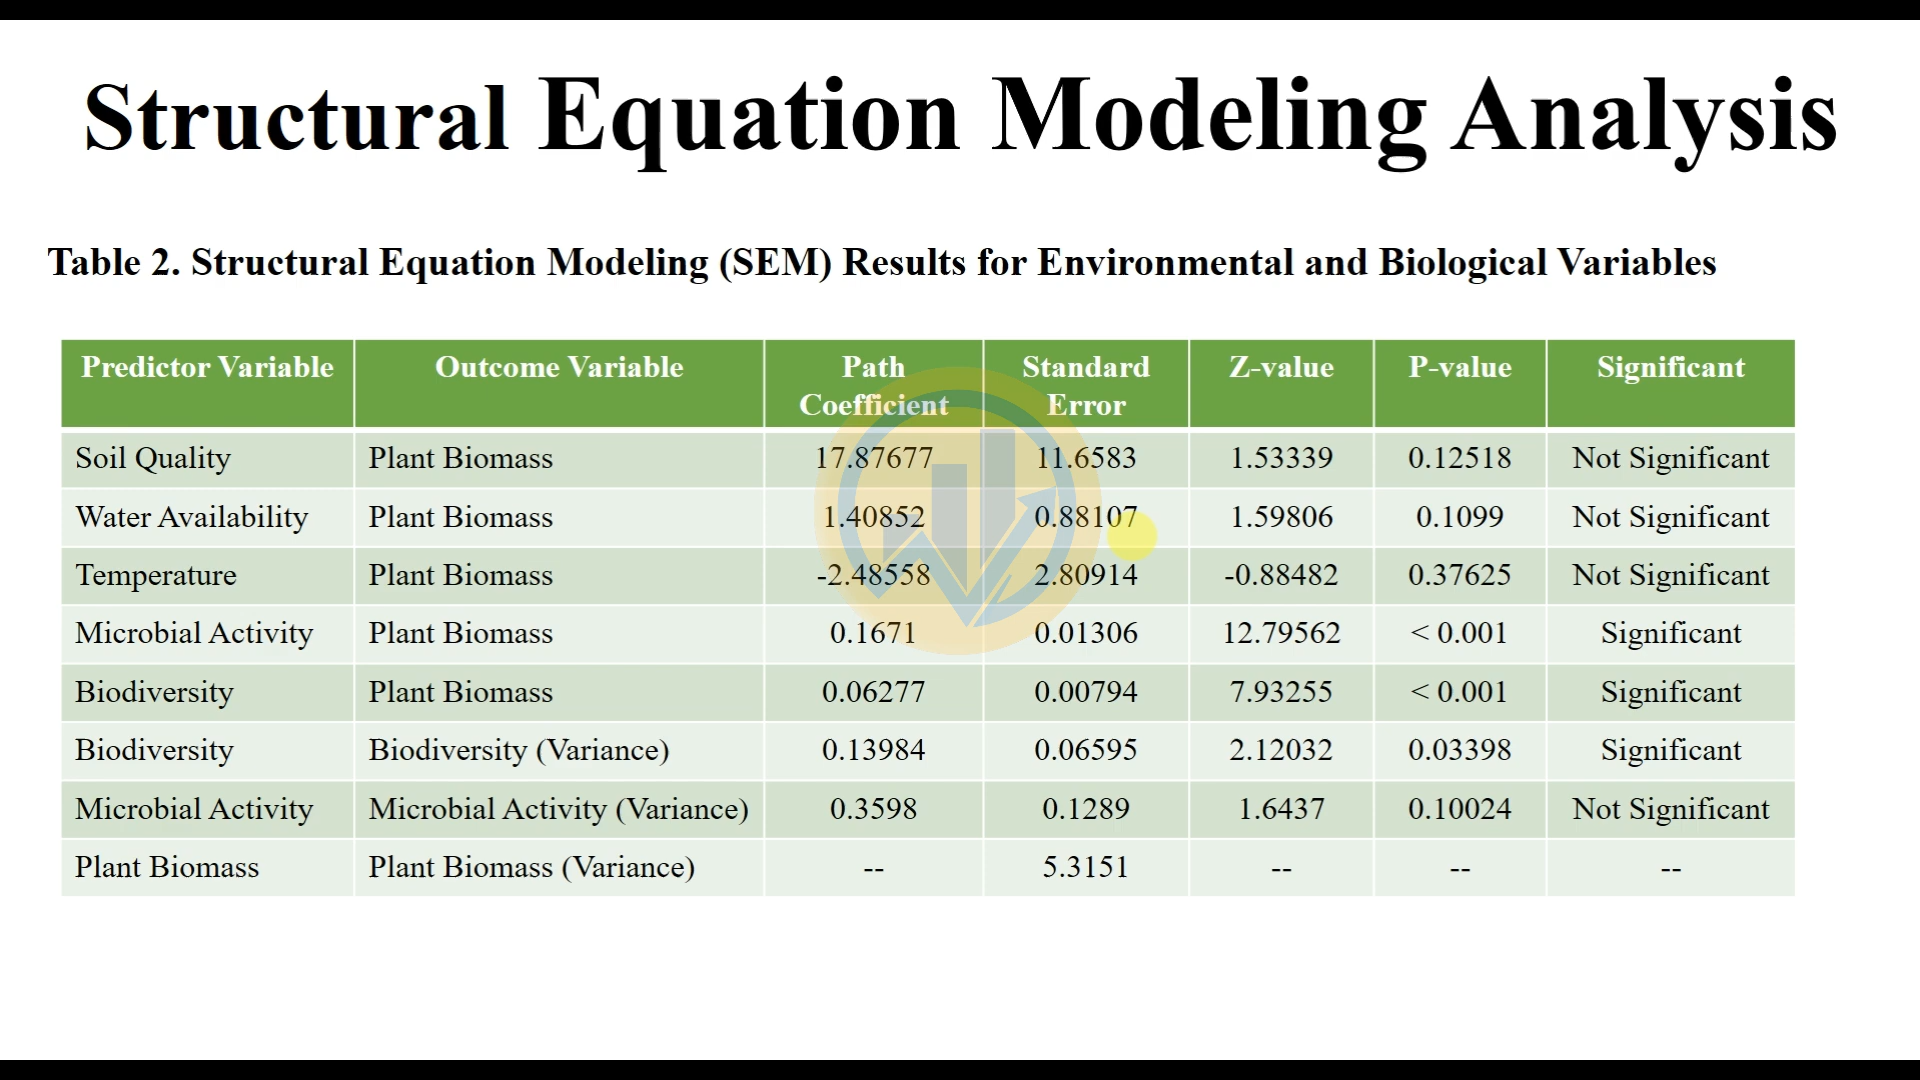 Structural Equation Modeling Analysis
Table 2. Structural Equation Modeling (SEM) Results for Environmental and Biological Variables
Predictor Variable Outcome Variable Path Coefficient Standard Error Z-value P-value Significant
Soil Quality Plant Biomass 17.87677 11.6583 1.53339 0.12518 Not Significant
Water Availability Plant Biomass 1.40852 0.88107 1.59806 0.1099 Not Significant
Temperature Plant Biomass -2.48558 2.80914 -0.88482 0.37625 Not Significant
Microbial Activity Plant Biomass 0.1671 0.01306 12.79562 < 0.001 Significant
Biodiversity Plant Biomass 0.06277 0.00794 7.93255 < 0.001 Significant
Biodiversity Biodiversity (Variance) 0.13984 0.06595 2.12032 0.03398 Significant
Microbial Activity Microbial Activity (Variance) 0.3598 0.1289 1.6437 0.10024 Not Significant
Plant Biomass Plant Biomass (Variance) -- 5.3151 -- -- --